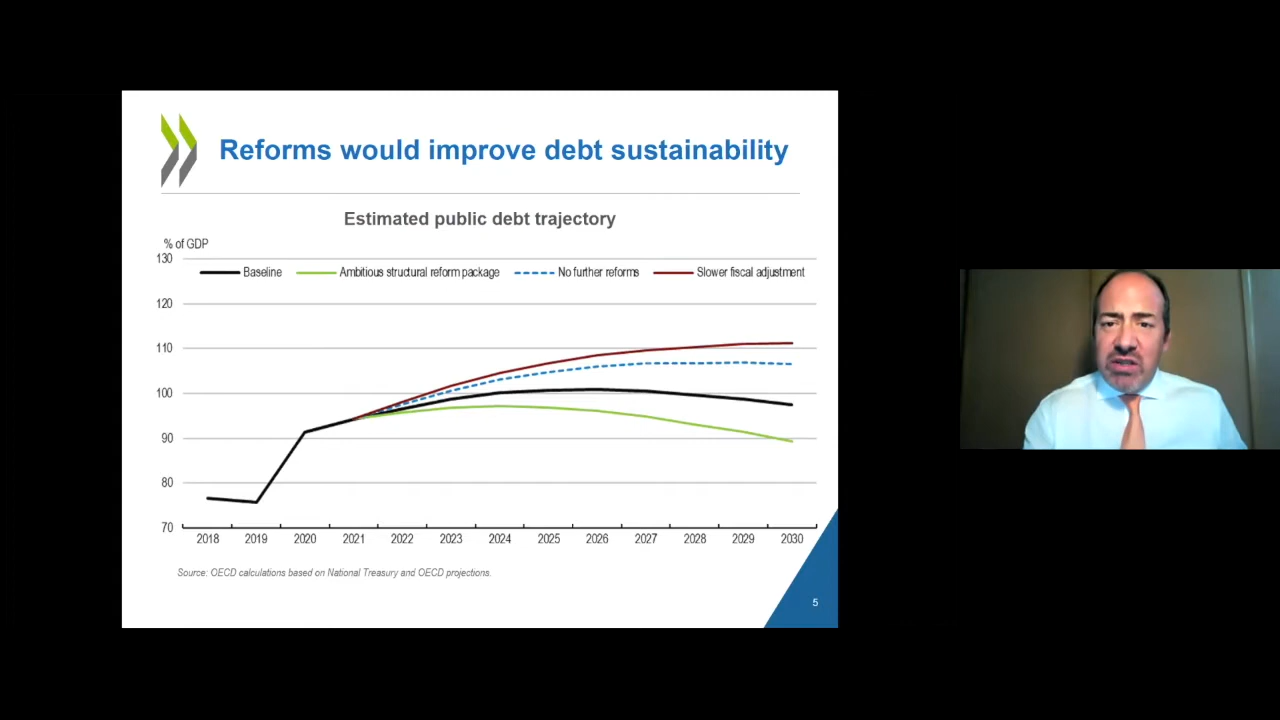 Reforms would improve debt sustainability
Estimated public debt trajectory
% of GDP
130
Baseline Ambitious structural reform package No further reforms Slower fiscal adjustment
120
110
100
90
80
70
2018 2019 2020 2021 2022 2023 2024 2025 2026 2027 2028 2029 2030
Source: OECD calculations based on National Treasury and OECD projections.
5